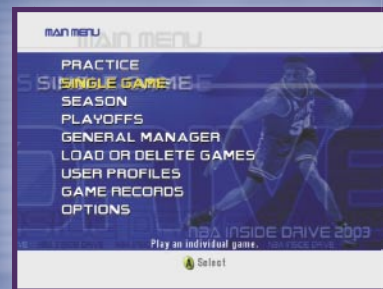 MAIN MENU
MAIN MENU
PRACTICE
SINGLE GAME
SEASON
PLAYOFFS
GENERAL MANAGER
LOAD OR DELETE GAMES
USER PROFILES
GAME RECORDS
OPTIONS
NBA INSIDE DRIVE 2003
Play an individual game.
A Select